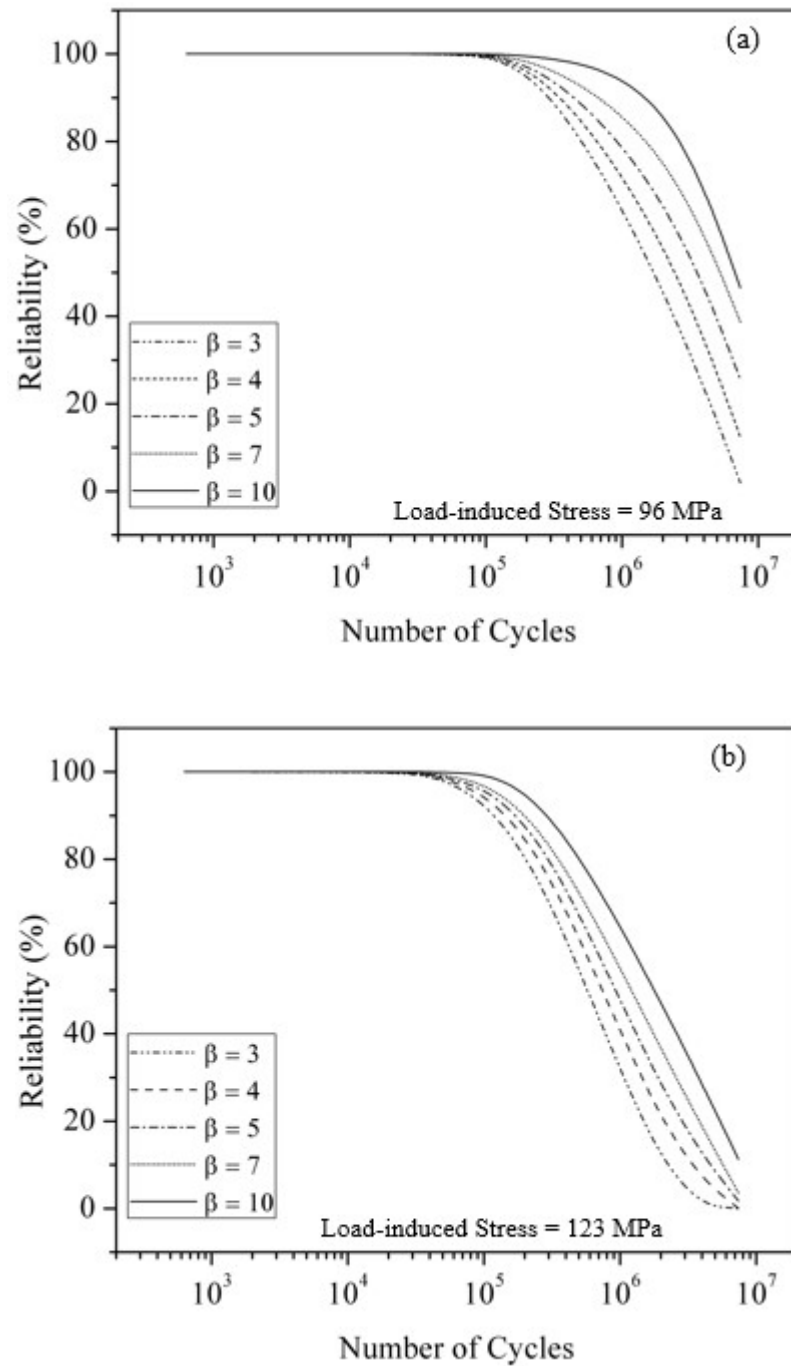 (a)
100
80
60
40
20
0
Reliability (%)
β = 3
β = 4
β = 5
β = 7
β = 10
Load-induced Stress = 96 MPa
10³ 10⁴ 10⁵ 10⁶ 10⁷
Number of Cycles
(b)
100
80
60
40
20
0
Reliability (%)
β = 3
β = 4
β = 5
β = 7
β = 10
Load-induced Stress = 123 MPa
10³ 10⁴ 10⁵ 10⁶ 10⁷
Number of Cycles